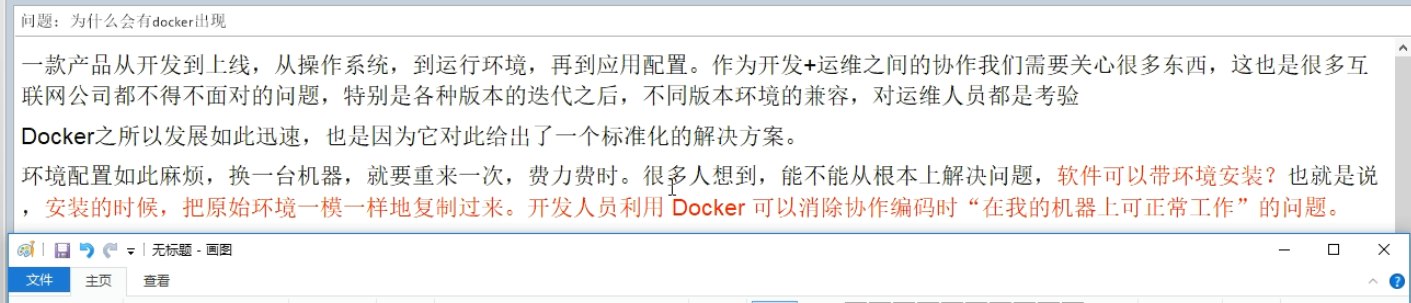 问题：为什么会有docker出现
一款产品从开发到上线，从操作系统，到运行环境，再到应用配置。作为开发+运维之间的协作我们需要关心很多东西，这也是很多互
联网公司都不得不面对的问题，特别是各种版本的迭代之后，不同版本环境的兼容，对运维人员都是考验
Docker之所以发展如此迅速，也是因为它对此给出了一个标准化的解决方案。
环境配置如此麻烦，换一台机器，就要重来一次，费力费时。很多人想到，能不能从根本上解决问题，软件可以带环境安装？也就是说
，安装的时候，把原始环境一模一样地复制过来。开发人员利用 Docker 可以消除协作编码时“在我的机器上可正常工作”的问题。
无标题 - 画图
文件 主页 查看